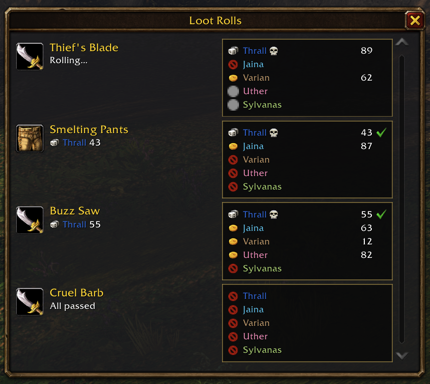 Loot Rolls
Thief's Blade
Rolling...
Thrall 89
Jaina
Varian 62
Uther
Sylvanas
Smelting Pants
Thrall 43
Thrall 43
Jaina 87
Varian
Uther
Sylvanas
Buzz Saw
Thrall 55
Thrall 55
Jaina 63
Varian 12
Uther 82
Sylvanas
Cruel Barb
All passed
Thrall
Jaina
Varian
Uther
Sylvanas